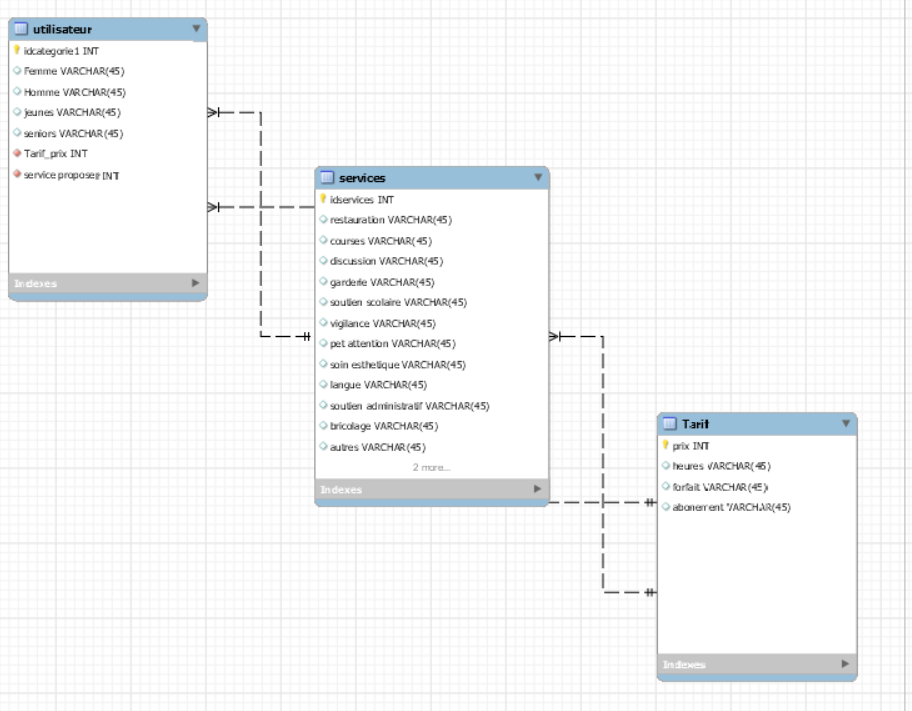 utilisateur
idcategorie1 INT
Femme VARCHAR(45)
Homme VARCHAR(45)
jeunes VARCHAR(45)
seniors VARCHAR(45)
Tarif_prix INT
service proposer INT
Indexes
services
idservices INT
restauration VARCHAR(45)
courses VARCHAR(45)
discussion VARCHAR(45)
garderie VARCHAR(45)
soutien scolaire VARCHAR(45)
vigilance VARCHAR(45)
pet attention VARCHAR(45)
soin esthetique VARCHAR(45)
langue VARCHAR(45)
soutien administratif VARCHAR(45)
bricolage VARCHAR(45)
autres VARCHAR(45)
2 more...
Indexes
Tarif
prix INT
heures VARCHAR(45)
forfait VARCHAR(45)
abonement VARCHAR(45)
Indexes